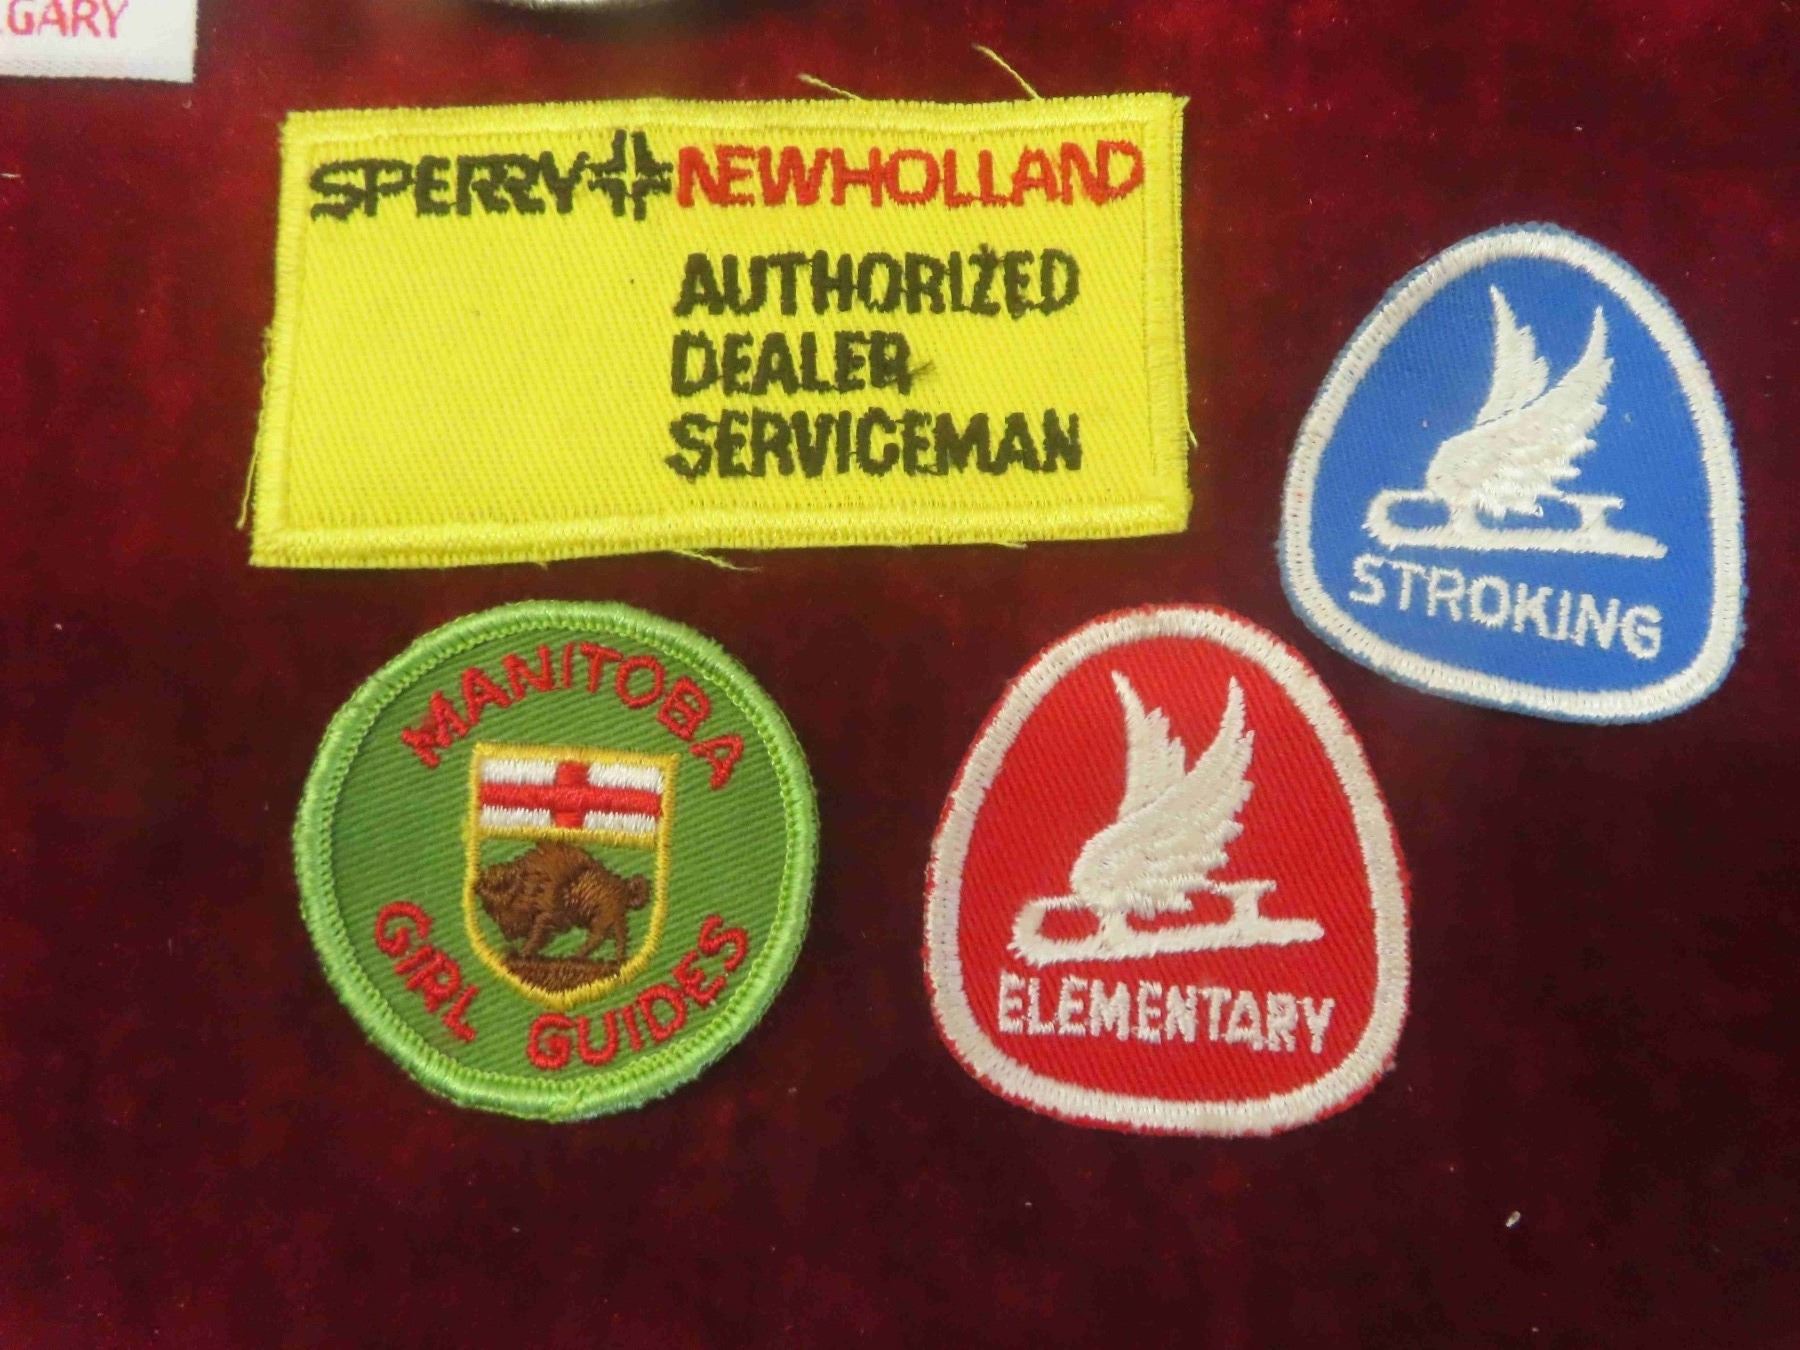 GARY
SPERRY NEWHOLLAND
AUTHORIZED
DEALER
SERVICEMAN
STROKING
MANITOBA
GIRL GUIDES
ELEMENTARY